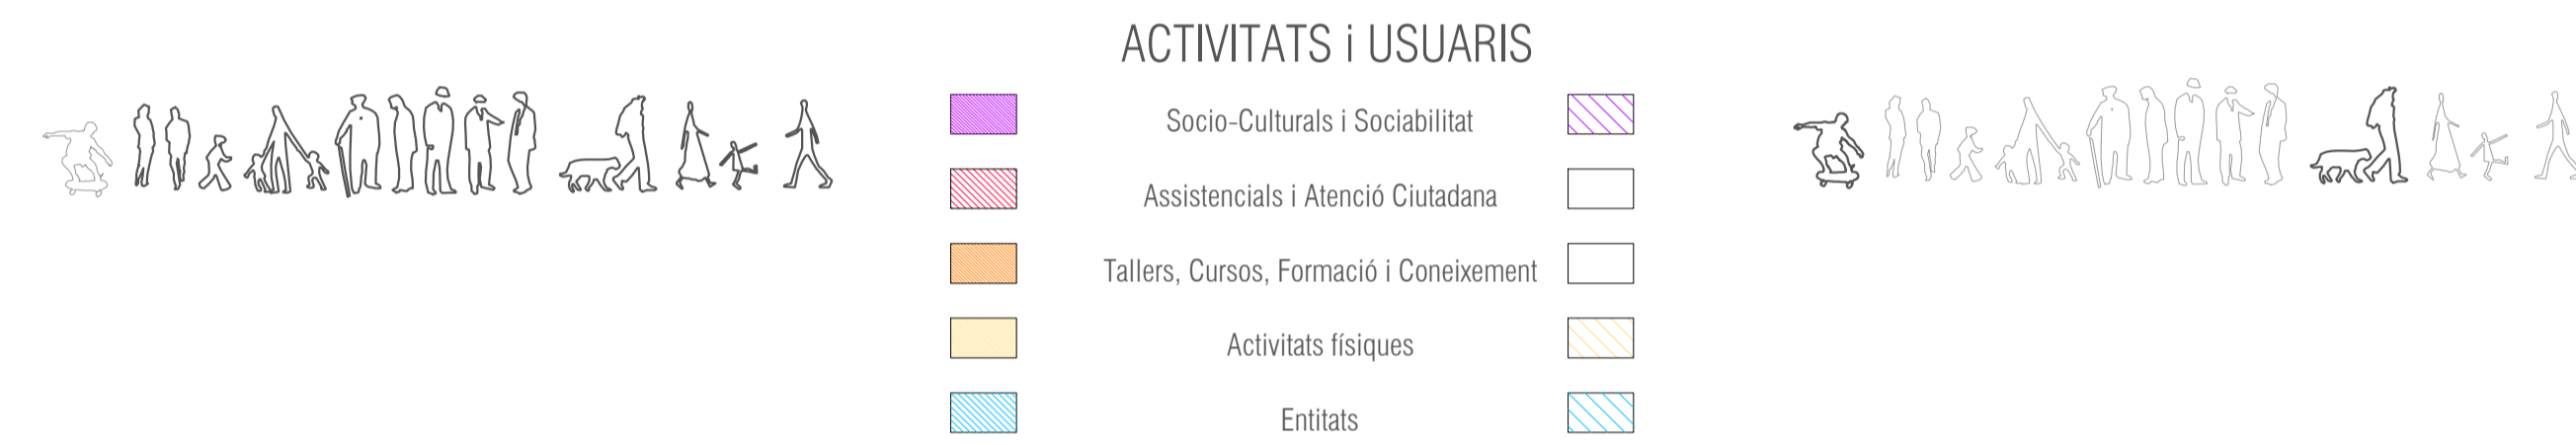 ACTIVITATS i USUARIS
Socio-Culturals i Sociabilitat
Assistencials i Atenció Ciutadana
Tallers, Cursos, Formació i Coneixement
Activitats físiques
Entitats